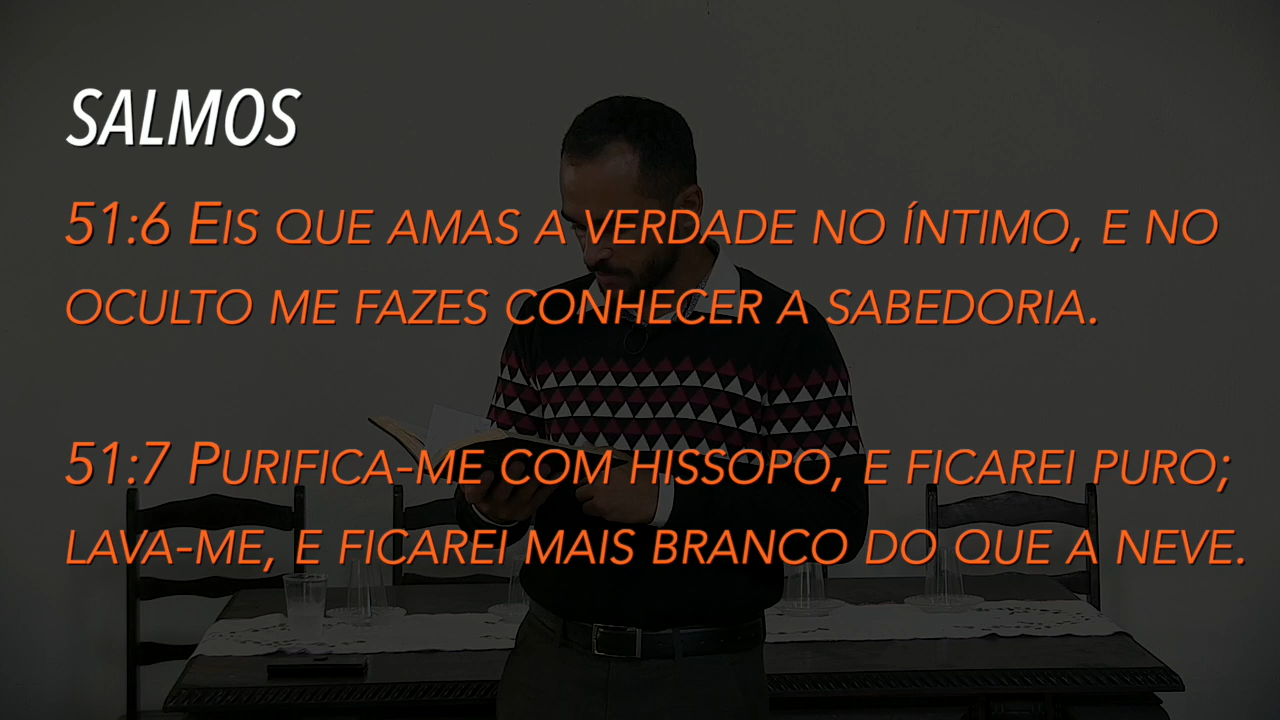 SALMOS
51:6 Eis que amas a verdade no íntimo, e no
oculto me fazes conhecer a sabedoria.
51:7 Purifica-me com hissopo, e ficarei puro;
lava-me, e ficarei mais branco do que a neve.